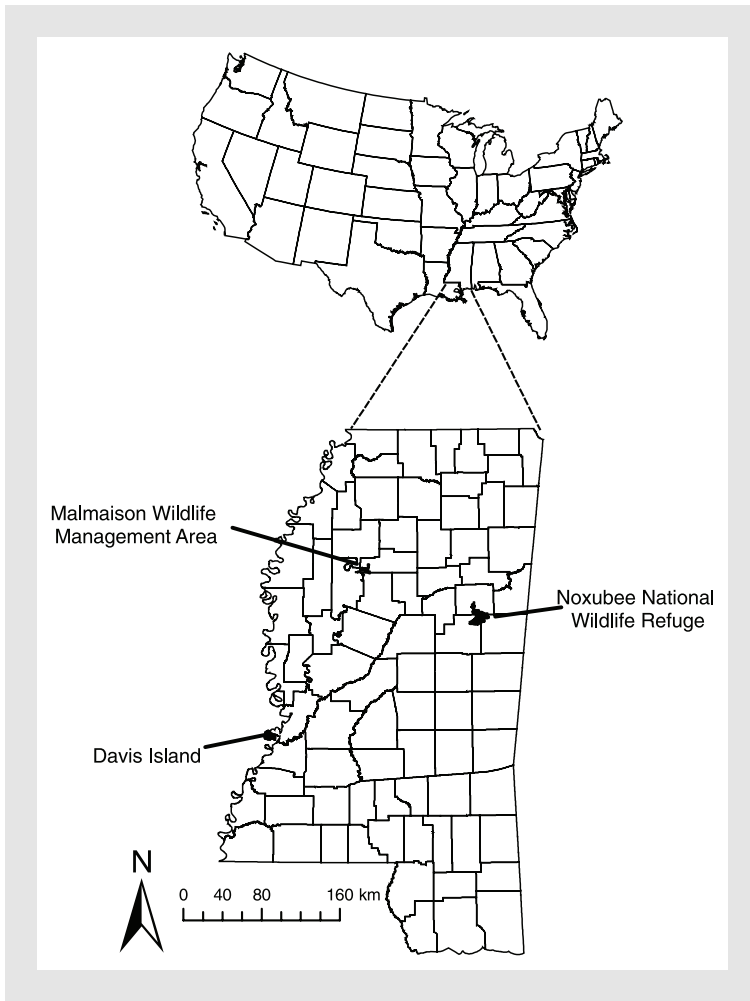 Malmaison Wildlife
Management Area
Noxubee National
Wildlife Refuge
Davis Island
N
0 40 80 160 km